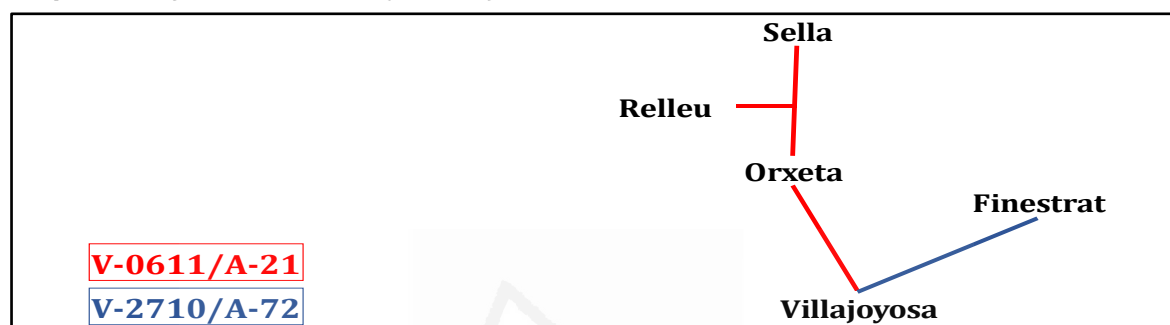 Sella
Relleu
Orxeta
Finestrat
V-0611/A-21
V-2710/A-72
Villajoyosa